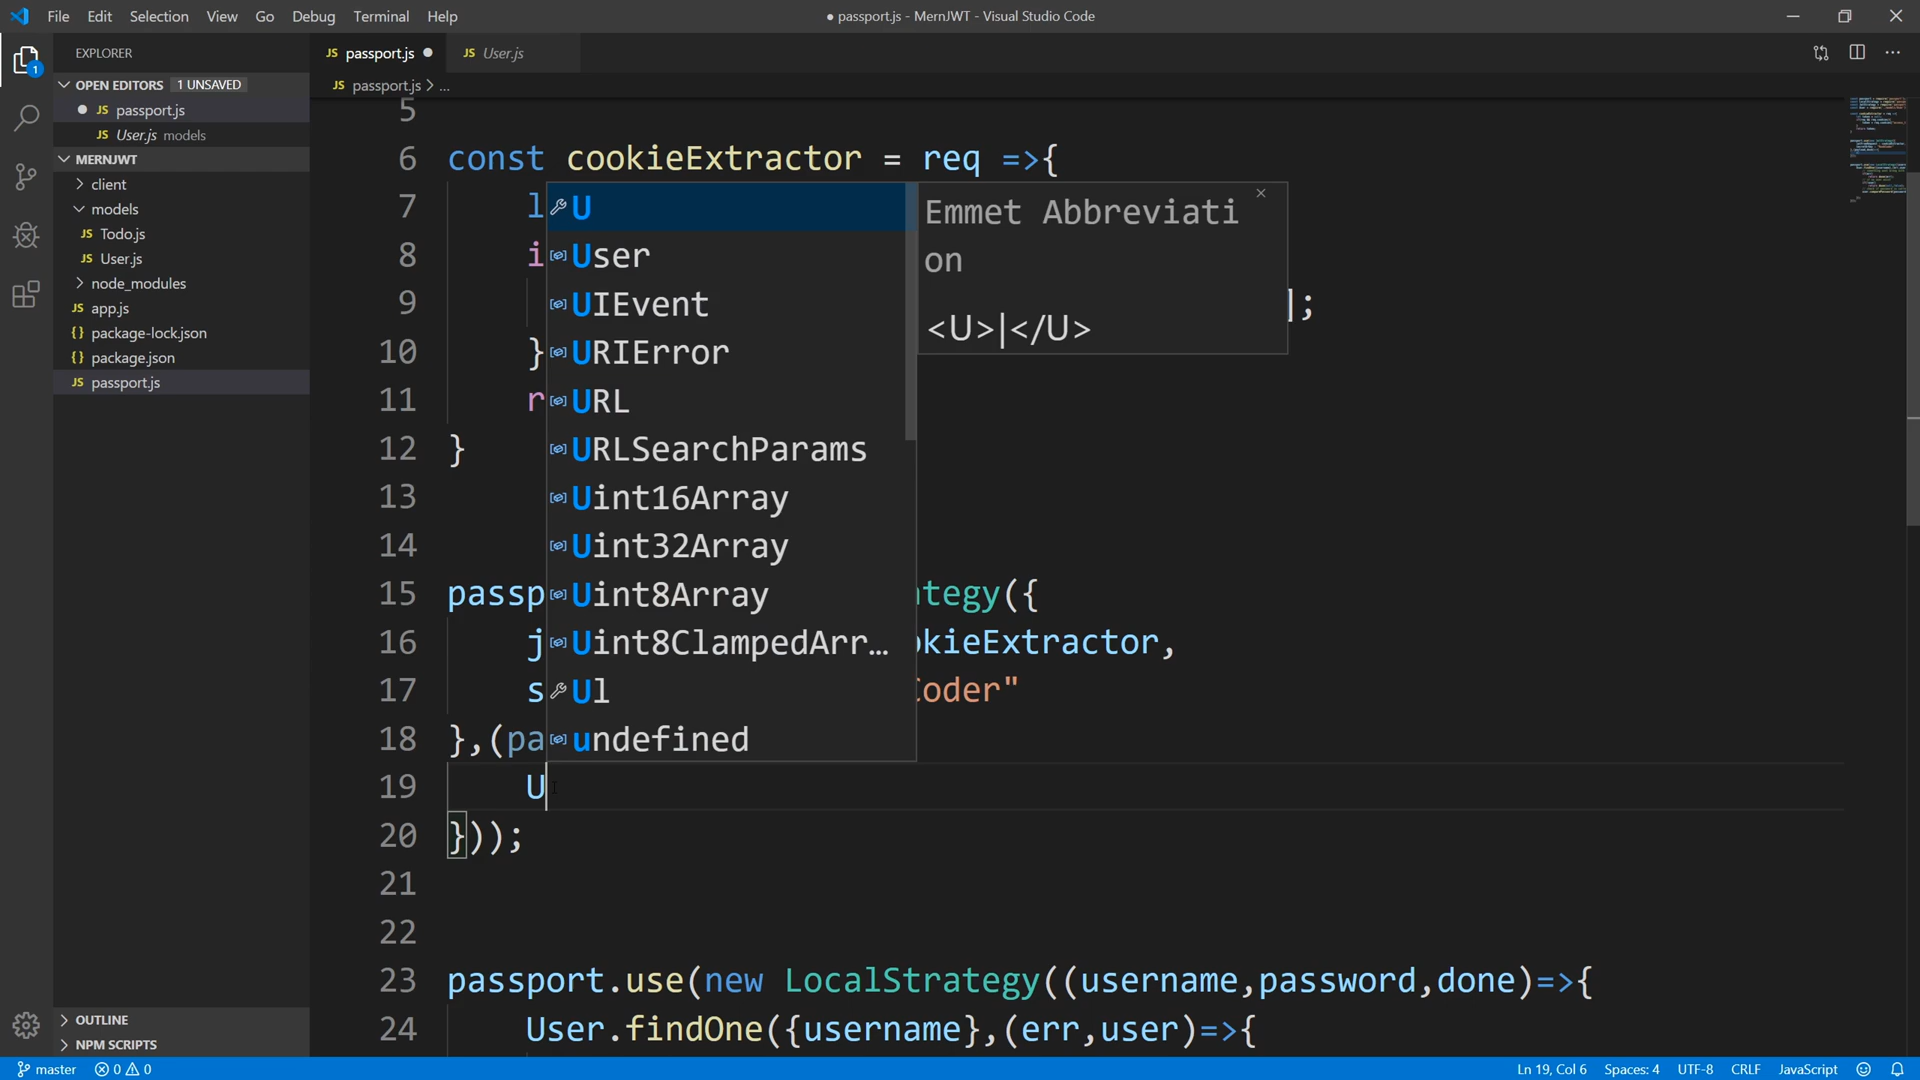 File Edit Selection View Go Debug Terminal Help
● passport.js - MernJWT - Visual Studio Code
EXPLORER
OPEN EDITORS 1 UNSAVED
JS passport.js
JS User.js models
MERNJWT
client
models
JS Todo.js
JS User.js
node_modules
JS app.js
{} package-lock.json
{} package.json
JS passport.js
OUTLINE
NPM SCRIPTS
1
JS passport.js ● JS User.js
JS passport.js > ...
5
6 const cookieExtractor = req =>{
7 l
8 i
9 ];
10 }
11 r
12 }
13
14
15 passp tegy({
16 j okieExtractor,
17 s Coder"
18 },(pa
19 U
20 }));
21
22
23 passport.use(new LocalStrategy((username,password,done)=>{
24 User.findOne({username},(err,user)=>{
U
User
UIEvent
URIError
URL
URLSearchParams
Uint16Array
Uint32Array
Uint8Array
Uint8ClampedArr…
Ul
undefined
Emmet Abbreviati
on
<U>|</U>
master 0 0 Ln 19, Col 6 Spaces: 4 UTF-8 CRLF JavaScript